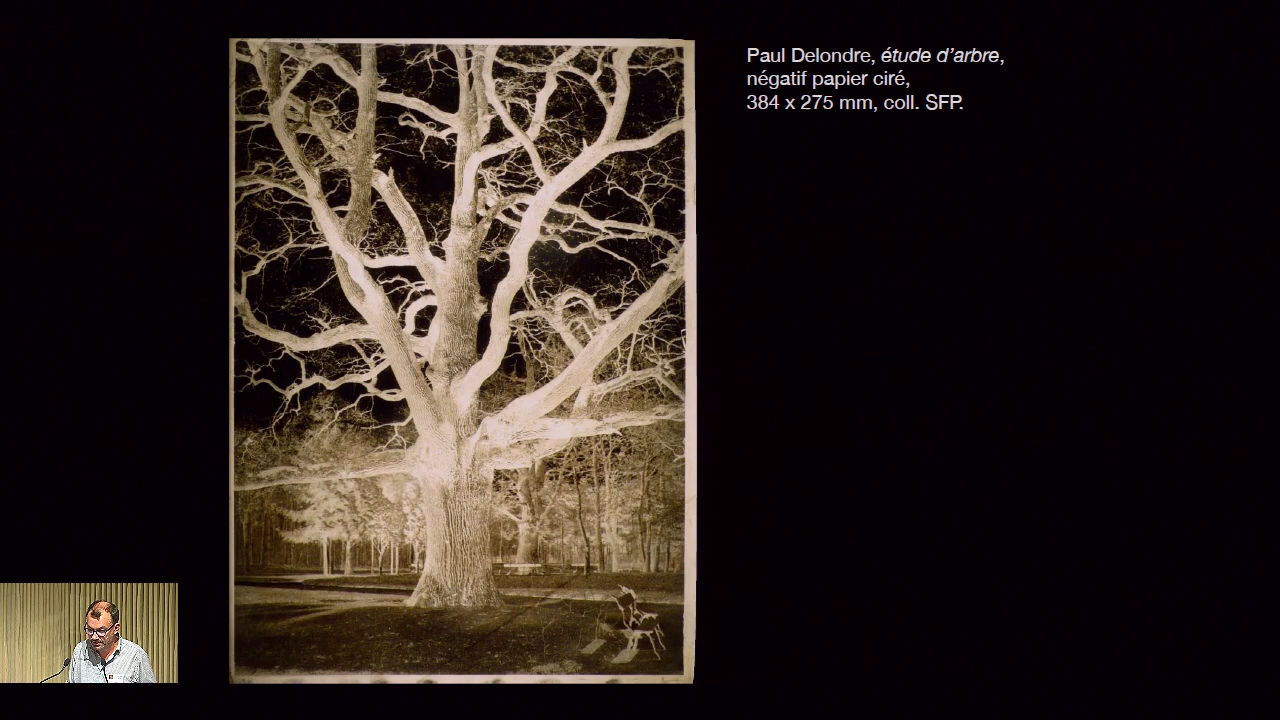 Paul Delondre, étude d’arbre,
négatif papier ciré,
384 x 275 mm, coll. SFP.